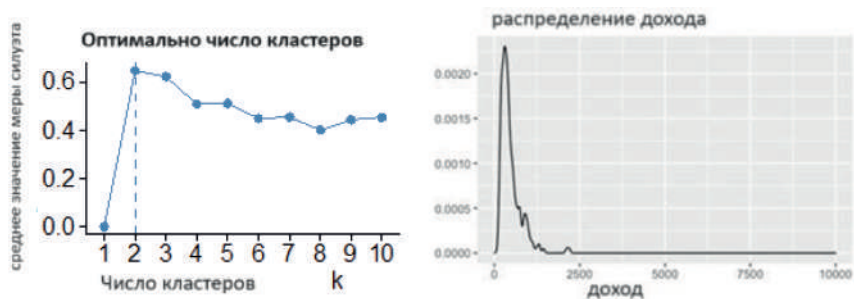 Оптимально число кластеров
среднее значение меры силуэта
0.6
0.4
0.2
0.0
1 2 3 4 5 6 7 8 9 10
Число кластеров
k
распределение дохода
0.0020
0.0015
0.0010
0.0005
0.0000
0 2500 5000 7500 10000
доход